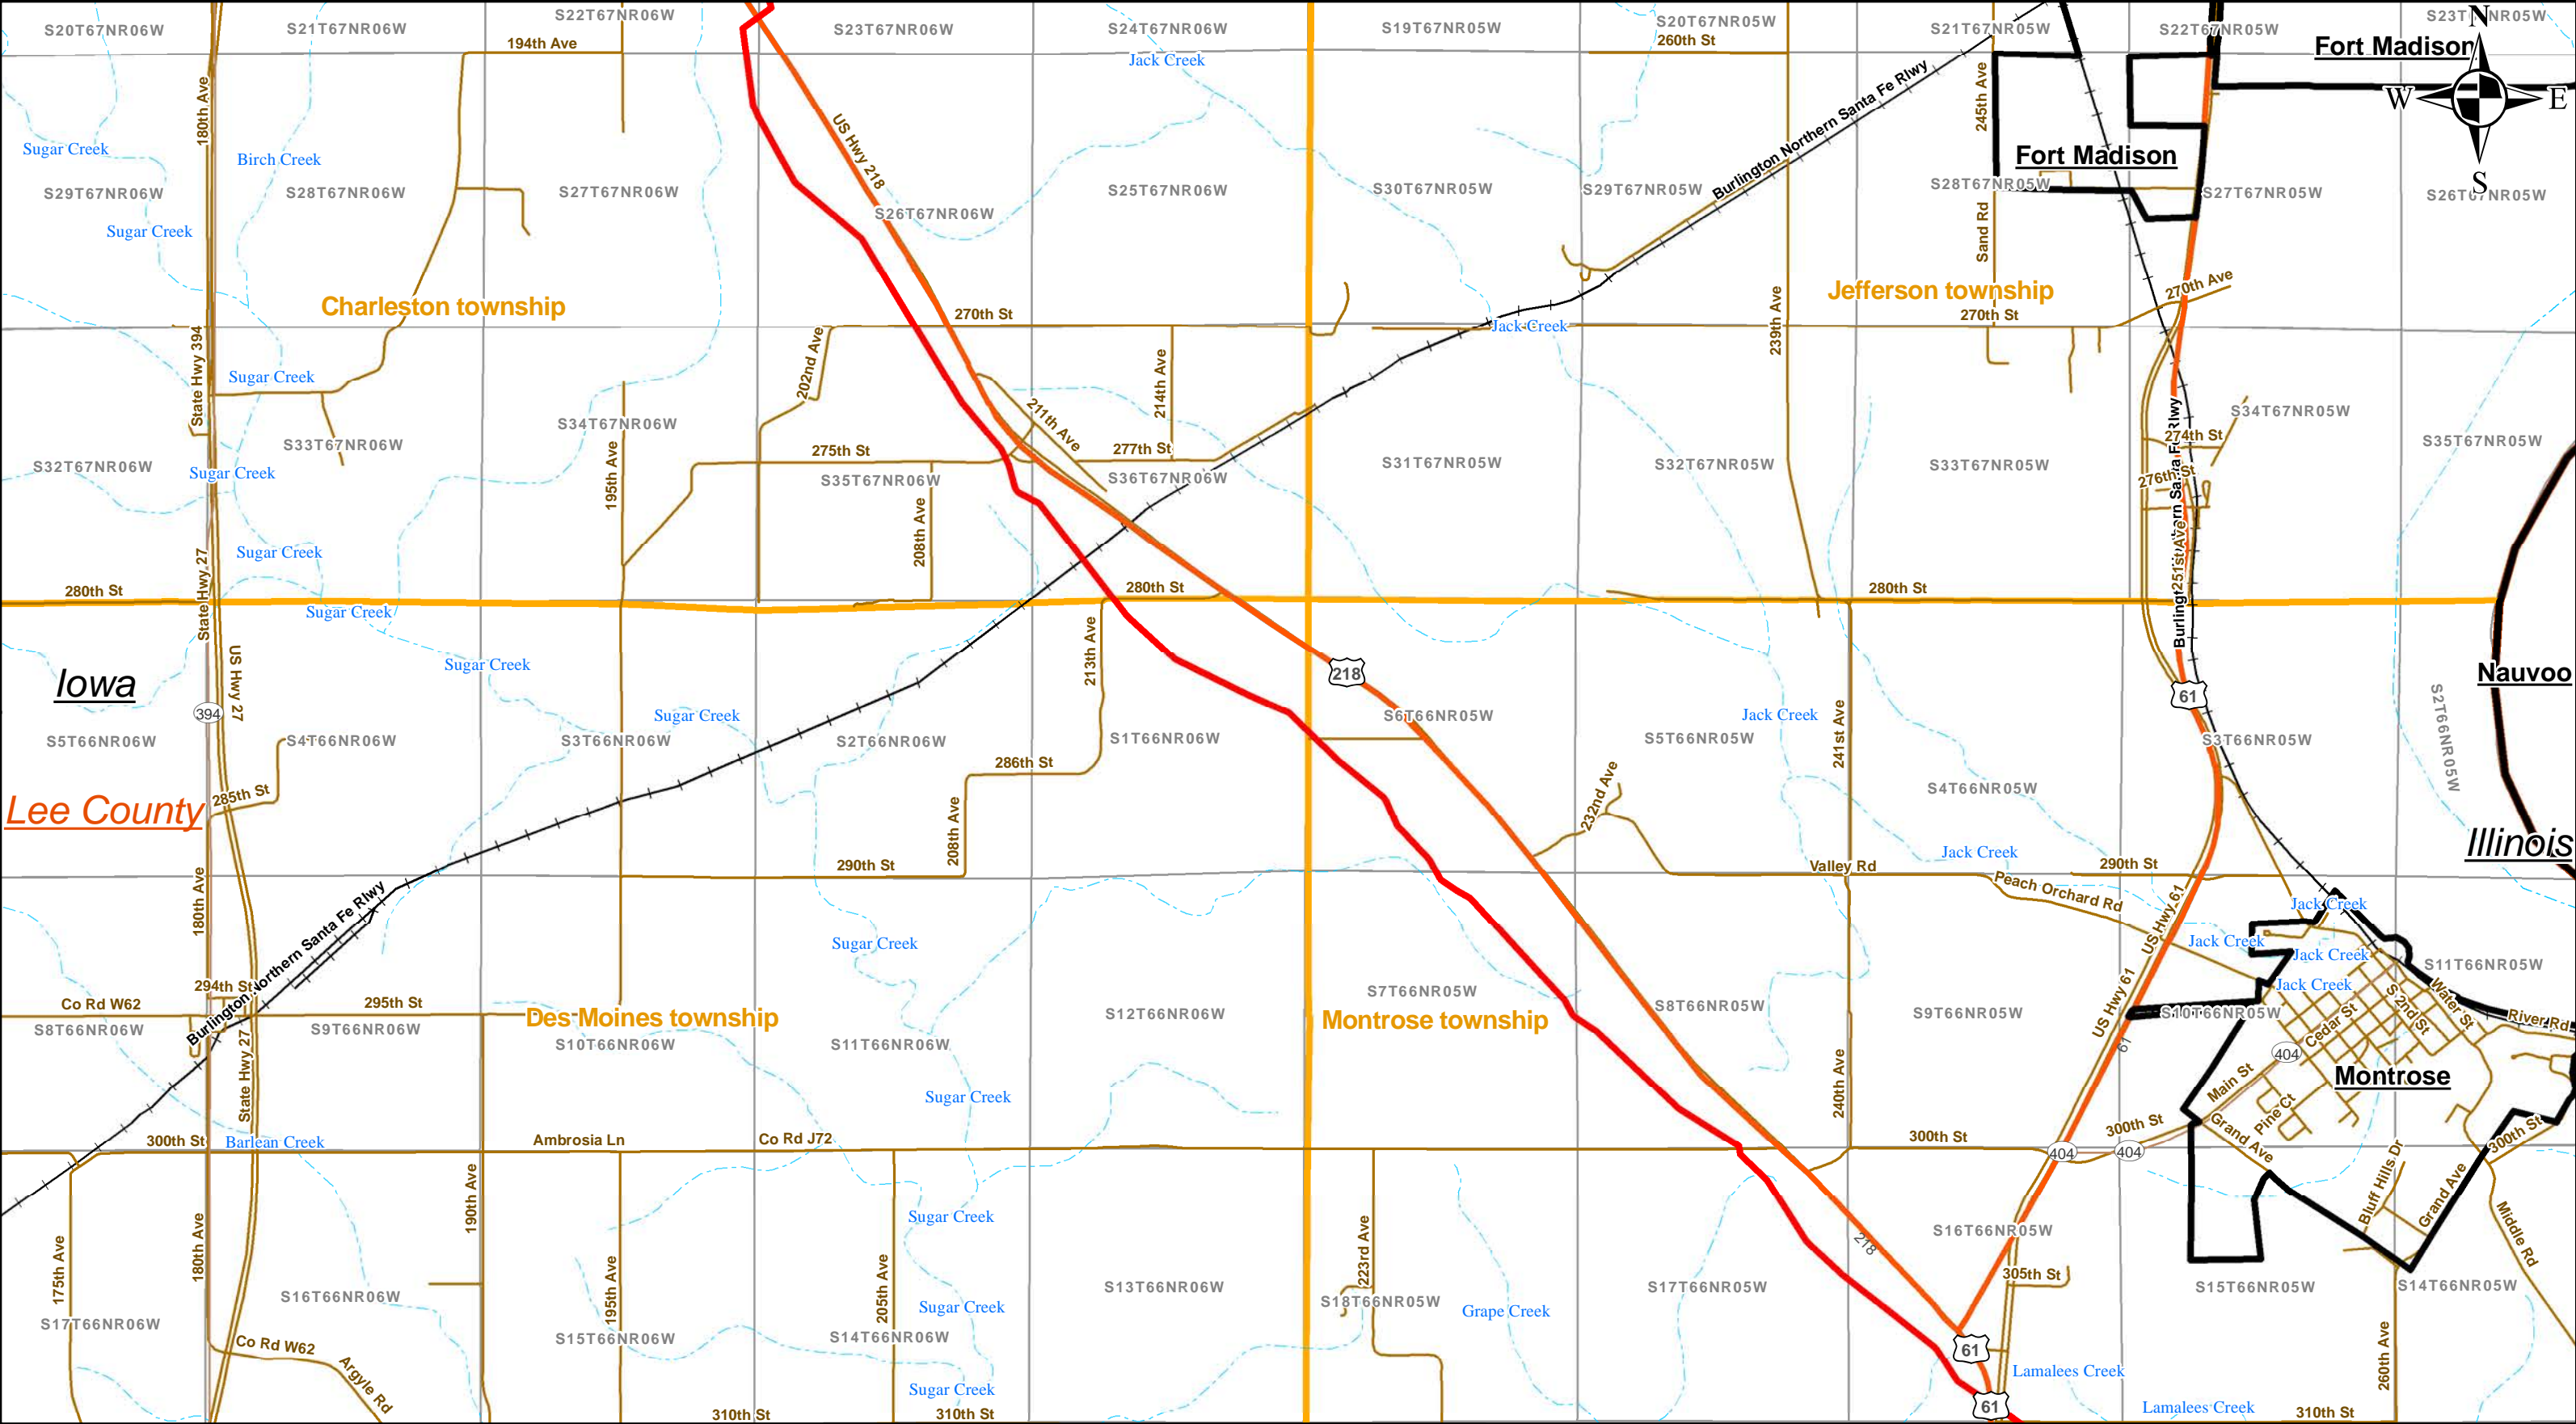 S20T67NR06W
S21T67NR06W
S22T67NR06W
S23T67NR06W
S24T67NR06W
S19T67NR05W
S20T67NR05W
S21T67NR05W
S22T67NR05W
N
Fort Madison
194th Ave
260th St
Jack Creek
W
E
S
180th Ave
US Hwy 218
Burlington Northern Santa Fe Rlwy
245th Ave
Fort Madison
Sugar Creek
Birch Creek
S29T67NR06W
S28T67NR06W
S27T67NR06W
S26T67NR06W
S25T67NR06W
S30T67NR05W
S29T67NR05W
S28T67NR05W
S27T67NR05W
Sugar Creek
Sand Rd
Charleston township
Jefferson township
270th Ave
270th St
270th St
Jack Creek
State Hwy 394
Sugar Creek
202nd Ave
214th Ave
239th Ave
211th Ave
S32T67NR06W
S33T67NR06W
S34T67NR06W
S35T67NR06W
S36T67NR06W
S31T67NR05W
S32T67NR05W
S33T67NR05W
S34T67NR05W
S35T67NR05W
Sugar Creek
195th Ave
275th St
277th St
274th St
276th St
208th Ave
Sugar Creek
251st Ave
280th St
280th St
280th St
State Hwy 27
Sugar Creek
213th Ave
Iowa
US Hwy 27
Sugar Creek
218
61
Nauvoo
394
Sugar Creek
Jack Creek
241st Ave
S5T66NR06W
S4T66NR06W
S3T66NR06W
S2T66NR06W
S1T66NR06W
S6T66NR05W
S5T66NR05W
S4T66NR05W
S3T66NR05W
S2T66NR05W
286th St
285th St
Lee County
208th Ave
232nd Ave
Illinois
290th St
Valley Rd
Jack Creek
290th St
Peach Orchard Rd
180th Ave
Burlington Northern Santa Fe Rlwy
Sugar Creek
US Hwy 61
Jack Creek
Jack Creek
Jack Creek
Jack Creek
294th St
Co Rd W62
295th St
Des Moines township
Montrose township
US Hwy 61
61
S8T66NR06W
S9T66NR06W
S10T66NR06W
S11T66NR06W
S12T66NR06W
S7T66NR05W
S8T66NR05W
S9T66NR05W
S10T66NR05W
S11T66NR05W
Water St
S 2nd St
Cedar St
River Rd
404
Montrose
Main St
Pine Ct
State Hwy 27
Sugar Creek
240th Ave
300th St
Barlean Creek
Ambrosia Ln
Co Rd J72
300th St
404
404
300th St
Grand Ave
300th St
Bluff Hills Dr
Grand Ave
Middle Rd
175th Ave
180th Ave
190th Ave
195th Ave
205th Ave
Sugar Creek
223rd Ave
218
305th St
S17T66NR06W
S16T66NR06W
S15T66NR06W
S14T66NR06W
S13T66NR06W
S18T66NR05W
S17T66NR05W
S16T66NR05W
S15T66NR05W
S14T66NR05W
Sugar Creek
Grape Creek
Co Rd W62
Argyle Rd
61
260th Ave
Sugar Creek
Lamalees Creek
61
Lamalees Creek
310th St
310th St
310th St